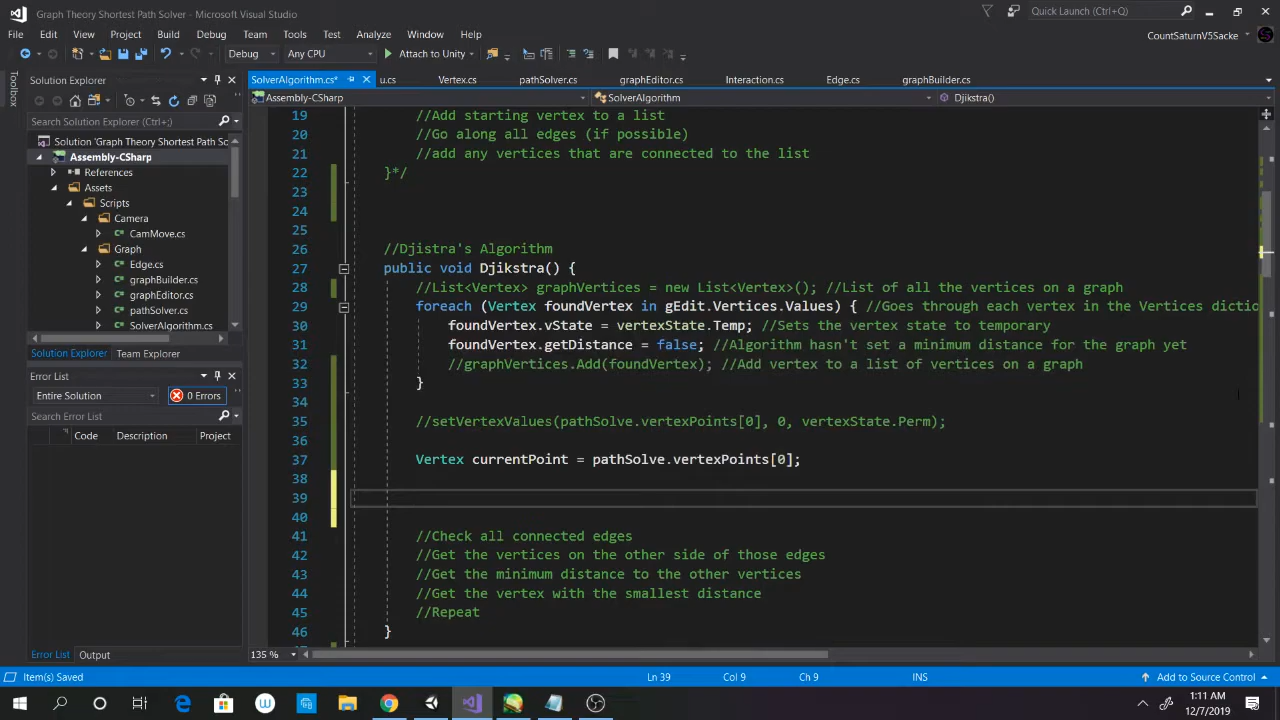 Graph Theory Shortest Path Solver - Microsoft Visual Studio
Quick Launch (Ctrl+Q)
File Edit View Project Build Debug Team Tools Test Analyze Window Help
CountSaturnV5Sacke
Debug Any CPU Attach to Unity
Toolbox
Solution Explorer
SolverAlgorithm.cs* u.cs Vertex.cs pathSolver.cs graphEditor.cs Interaction.cs Edge.cs graphBuilder.cs
Assembly-CSharp SolverAlgorithm Djikstra()
Search Solution Explorer (Ctrl+;)
Solution 'Graph Theory Shortest Path So
Assembly-CSharp
References
Assets
Scripts
Camera
CamMove.cs
Graph
Edge.cs
graphBuilder.cs
graphEditor.cs
pathSolver.cs
SolverAlgorithm.cs
Solution Explorer Team Explorer
Error List
Entire Solution 0 Errors
Search Error List
Code Description Project
Error List Output
19 //Add starting vertex to a list
20 //Go along all edges (if possible)
21 //add any vertices that are connected to the list
22 }*/
23
24
25
26 //Djistra's Algorithm
27 public void Djikstra() {
28 //List<Vertex> graphVertices = new List<Vertex>(); //List of all the vertices on a graph
29 foreach (Vertex foundVertex in gEdit.Vertices.Values) { //Goes through each vertex in the Vertices dictio
30 foundVertex.vState = vertexState.Temp; //Sets the vertex state to temporary
31 foundVertex.getDistance = false; //Algorithm hasn't set a minimum distance for the graph yet
32 //graphVertices.Add(foundVertex); //Add vertex to a list of vertices on a graph
33 }
34
35 //setVertexValues(pathSolve.vertexPoints[0], 0, vertexState.Perm);
36
37 Vertex currentPoint = pathSolve.vertexPoints[0];
38
39
40
41 //Check all connected edges
42 //Get the vertices on the other side of those edges
43 //Get the minimum distance to the other vertices
44 //Get the vertex with the smallest distance
45 //Repeat
46 }
135 %
Item(s) Saved Ln 39 Col 9 Ch 9 INS Add to Source Control
1:11 AM
12/7/2019